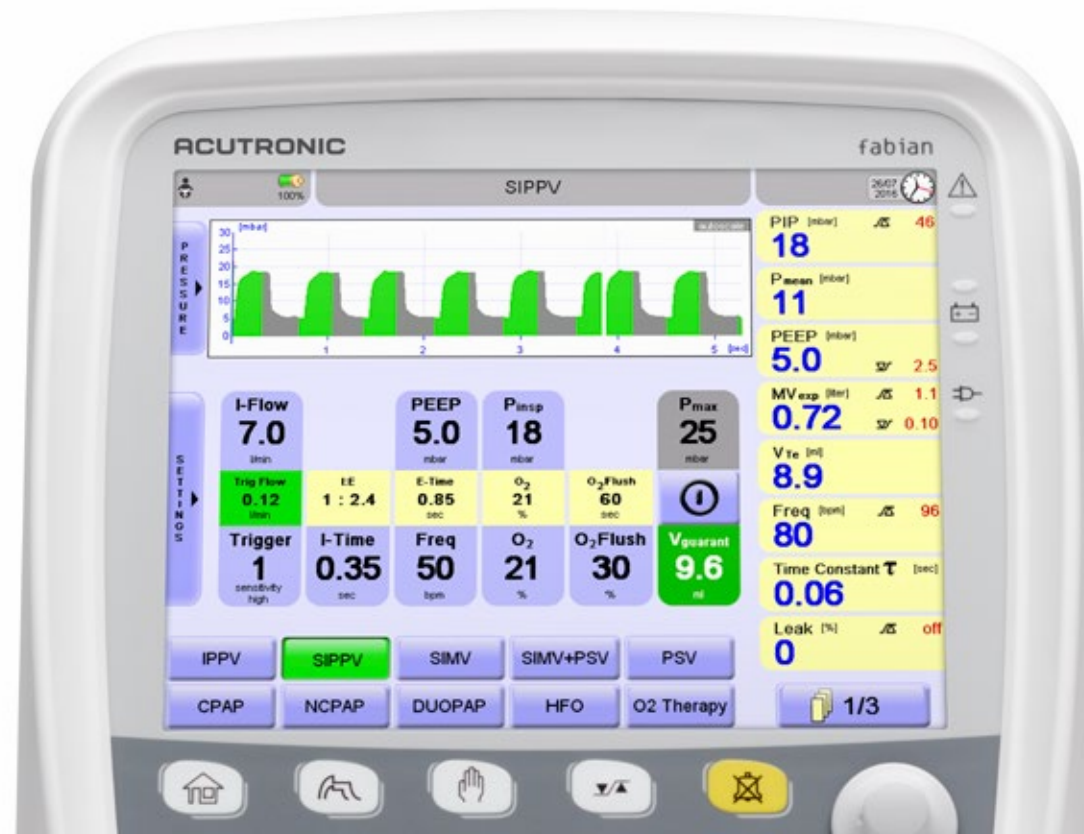 ACUTRONIC
fabian
100%
SIPPV
26/07
2016
PRESSURE
[mbar]
autoscale
30
25
20
15
10
5
0
1
2
3
4
5
[sec]
PIP [mbar] 46
18
Pmean [mbar]
11
PEEP [mbar]
5.0 2.5
MVexp [liter] 1.1
0.72 0.10
VTe [ml]
8.9
Freq [bpm] 96
80
Time Constant τ [sec]
0.06
Leak [%] off
0
SETTINGS
I-Flow PEEP Pinsp Pmax
7.0 5.0 18 25
l/min mbar mbar mbar
Trig Flow I:E E-Time O2 O2Flush
0.12 1 : 2.4 0.85 21 60
l/min sec % sec
Trigger I-Time Freq O2 O2Flush Vguarant
1 0.35 50 21 30 9.6
sensitivity sec bpm % % ml
high
IPPV SIPPV SIMV SIMV+PSV PSV
CPAP NCPAP DUOPAP HFO O2 Therapy
1/3